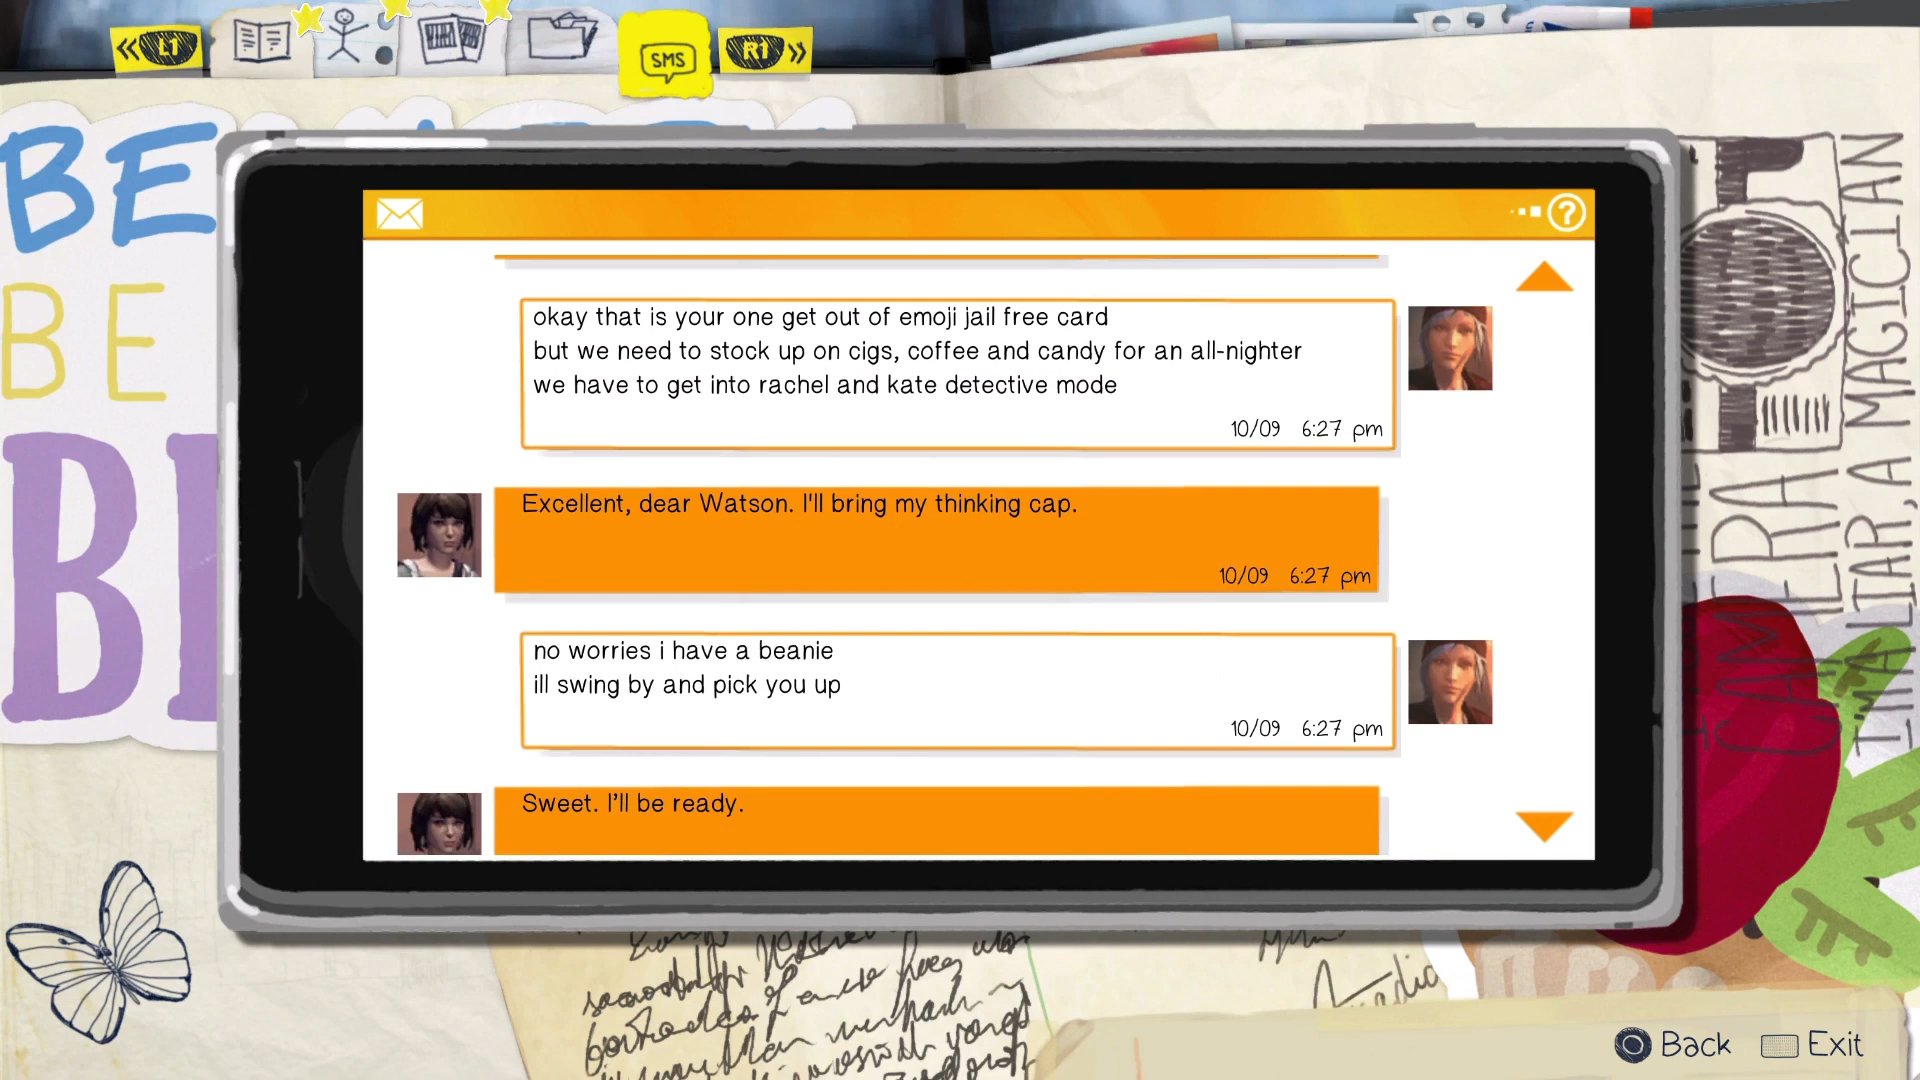 L1
SMS
R1
BE
BE
okay that is your one get out of emoji jail free card
but we need to stock up on cigs, coffee and candy for an all-nighter
we have to get into rachel and kate detective mode
10/09 6:27 pm
Excellent, dear Watson. I'll bring my thinking cap.
10/09 6:27 pm
no worries i have a beanie
ill swing by and pick you up
10/09 6:27 pm
Sweet. I'll be ready.
?
CAMERA
I'M A LIAR, A MAGICIAN
Back
Exit